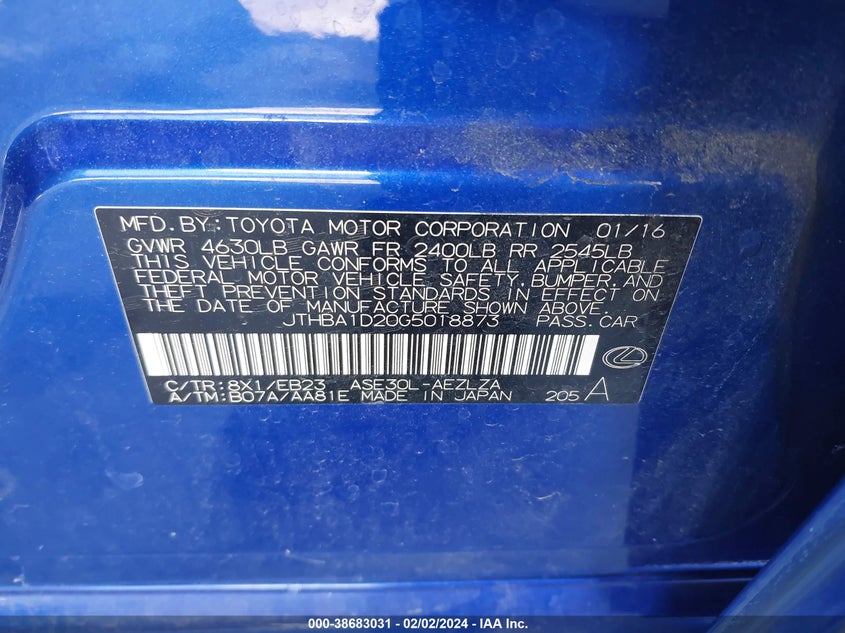 MFD. BY: TOYOTA MOTOR CORPORATION 01/16
GVWR 4630LB GAWR FR 2400LB RR 2545LB
THIS VEHICLE CONFORMS TO ALL APPLICABLE
FEDERAL MOTOR VEHICLE SAFETY, BUMPER, AND
THEFT PREVENTION STANDARDS IN EFFECT ON
THE DATE OF MANUFACTURE SHOWN ABOVE.
JTHBA1D20G5018873 PASS. CAR
C/TR: 8X1/EB23 ASE30L-AEZLZA
A/TM: B07A/AA81E MADE IN JAPAN 205 A
000-38683031 - 02/02/2024 - IAA Inc.